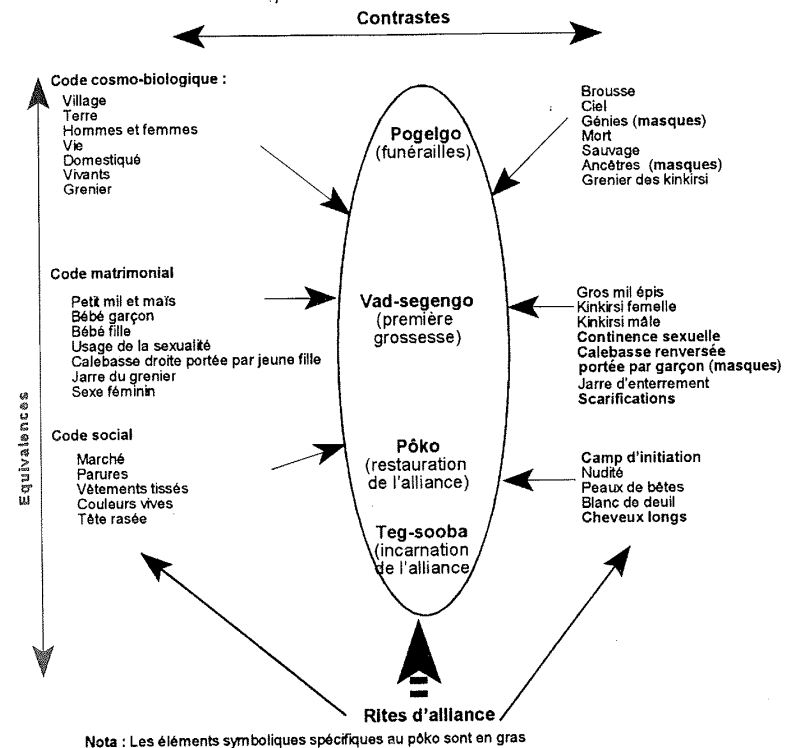 Contrastes
Code cosmo-biologique :
Village
Terre
Hommes et femmes
Vie
Domestiqué
Vivants
Grenier
Pogelgo
(funérailles)
Brousse
Ciel
Génies (masques)
Mort
Sauvage
Ancêtres (masques)
Grenier des kinkirsi
Code matrimonial
Petit mil et maïs
Bébé garçon
Bébé fille
Usage de la sexualité
Calebasse droite portée par jeune fille
Jarre du grenier
Sexe féminin
Vad-segengo
(première
grossesse)
Gros mil épis
Kinkirsi femelle
Kinkirsi mâle
Continence sexuelle
Calebasse renversée
portée par garçon (masques)
Jarre d'enterrement
Scarifications
Equivalences
Code social
Marché
Parures
Vêtements tissés
Couleurs vives
Tête rasée
Pôko
(restauration
de l'alliance)
Teg-sooba
(incarnation
de l'alliance
Camp d'initiation
Nudité
Peaux de bêtes
Blanc de deuil
Cheveux longs
Rites d'alliance
Nota : Les éléments symboliques spécifiques au pôko sont en gras